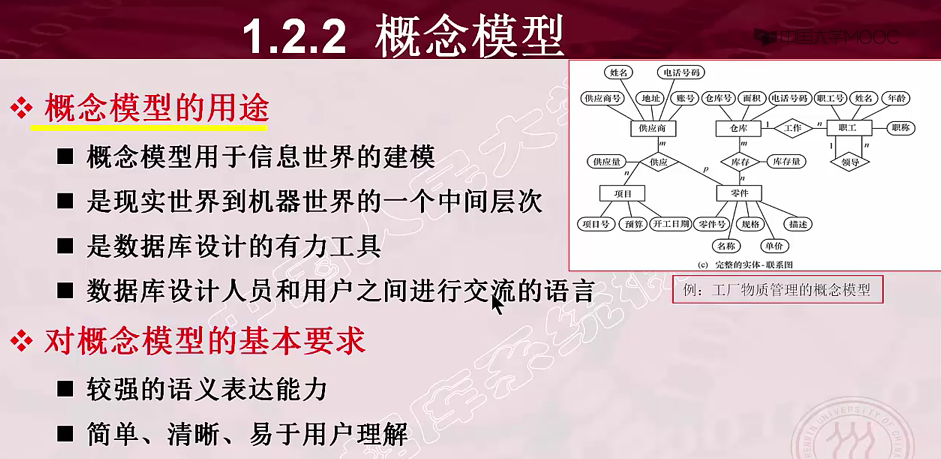 1.2.2 概念模型
中国大学MOOC
概念模型的用途
概念模型用于信息世界的建模
是现实世界到机器世界的一个中间层次
是数据库设计的有力工具
数据库设计人员和用户之间进行交流的语言
对概念模型的基本要求
较强的语义表达能力
简单、清晰、易于用户理解
姓名 电话号码
供应商号 地址 账号 仓库号 面积 电话号码 职工号 姓名 年龄
供应商 仓库 1 工作 n 职工 职称
m m 1 n
供应量 供应 库存 库存量 领导
n p n
项目 零件
项目号 预算 开工日期 零件号 规格 描述
名称 单价
(c) 完整的实体-联系图
例：工厂物质管理的概念模型